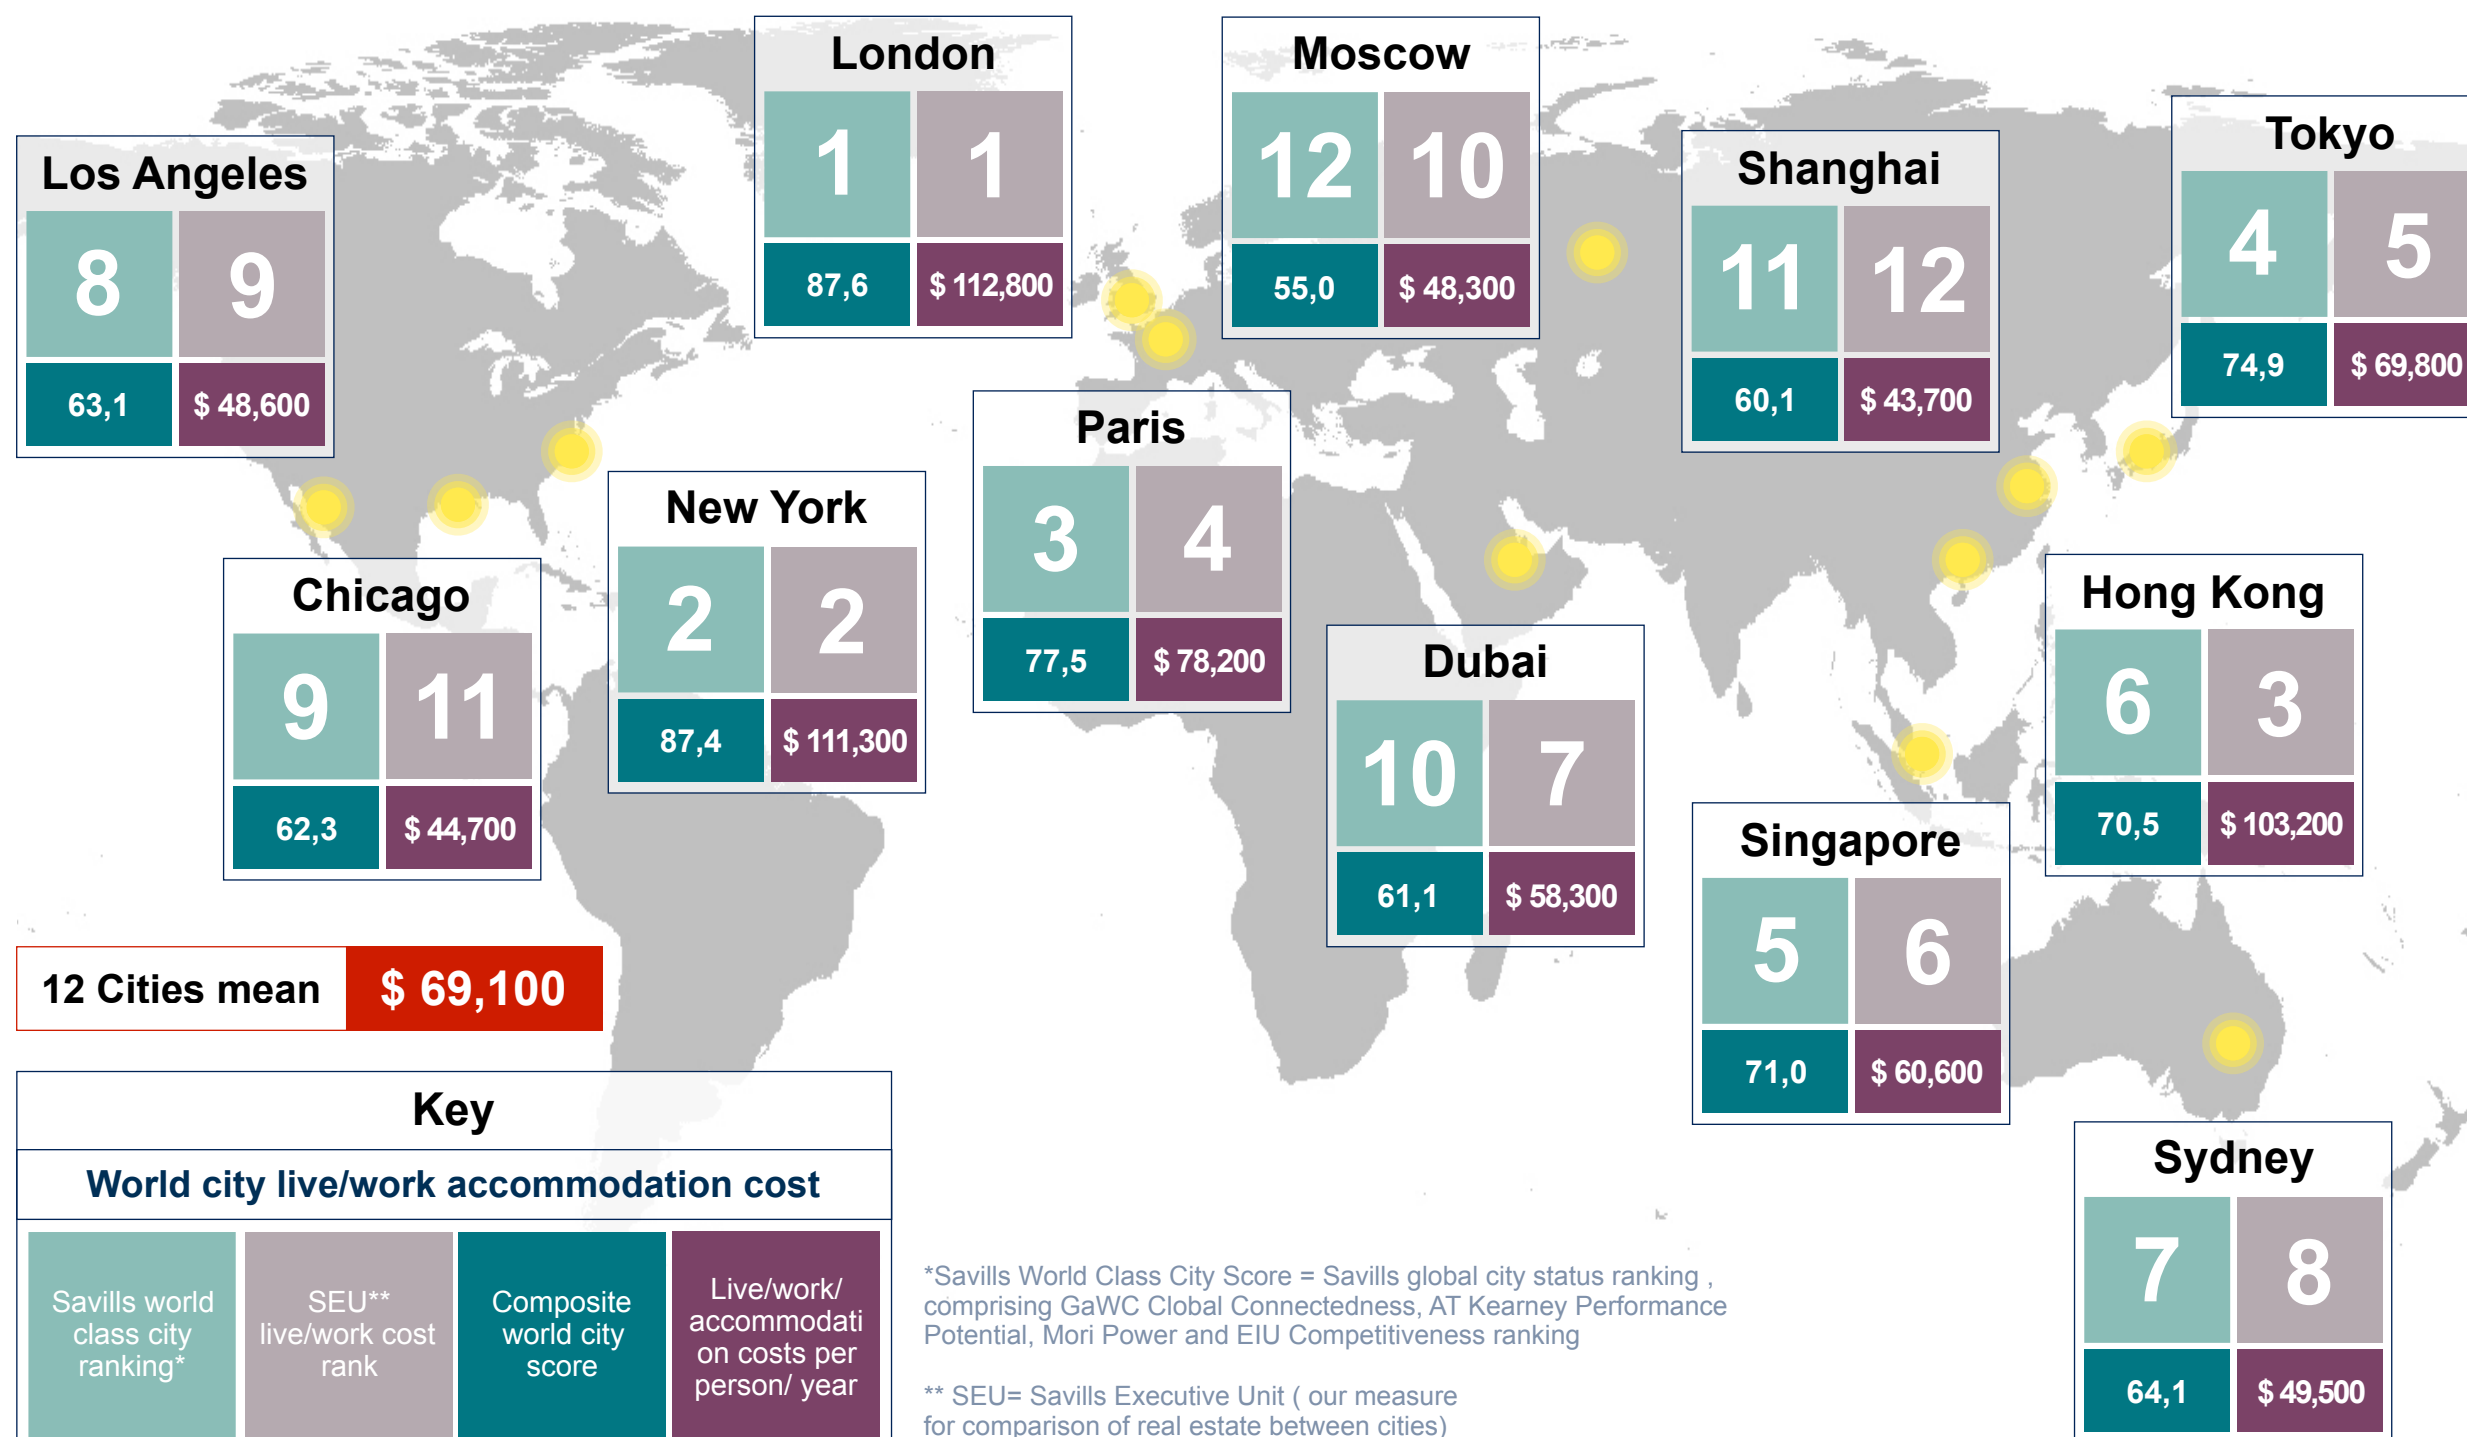 London
1 1
87,6 $ 112,800
Moscow
12 10
55,0 $ 48,300
Tokyo
4 5
74,9 $ 69,800
Los Angeles
8 9
63,1 $ 48,600
Shanghai
11 12
60,1 $ 43,700
Paris
3 4
77,5 $ 78,200
New York
2 2
87,4 $ 111,300
Chicago
9 11
62,3 $ 44,700
Hong Kong
6 3
70,5 $ 103,200
Dubai
10 7
61,1 $ 58,300
Singapore
5 6
71,0 $ 60,600
Sydney
7 8
64,1 $ 49,500
12 Cities mean $ 69,100
Key
World city live/work accommodation cost
Savills world
class city
ranking*
SEU**
live/work cost
rank
Composite
world city
score
Live/work/
accommodati
on costs per
person/ year
*Savills World Class City Score = Savills global city status ranking ,
comprising GaWC Clobal Connectedness, AT Kearney Performance
Potential, Mori Power and EIU Competitiveness ranking
** SEU= Savills Executive Unit ( our measure
for comparison of real estate between cities)